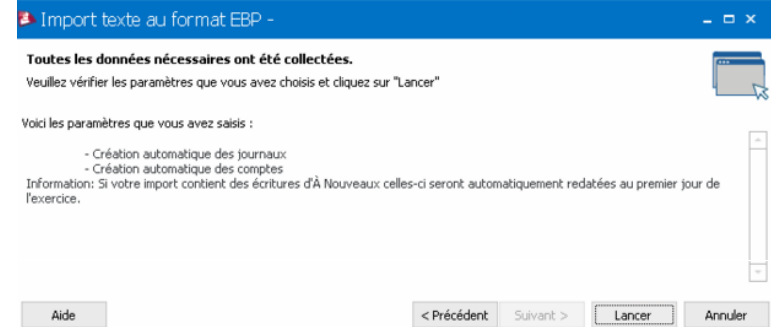 Import texte au format EBP -
Toutes les données nécessaires ont été collectées.
Veuillez vérifier les paramètres que vous avez choisis et cliquez sur "Lancer"
Voici les paramètres que vous avez saisis :
- Création automatique des journaux
- Création automatique des comptes
Information: Si votre import contient des écritures d'À Nouveaux celles-ci seront automatiquement redatées au premier jour de
l'exercice.
Aide < Précédent Suivant > Lancer Annuler